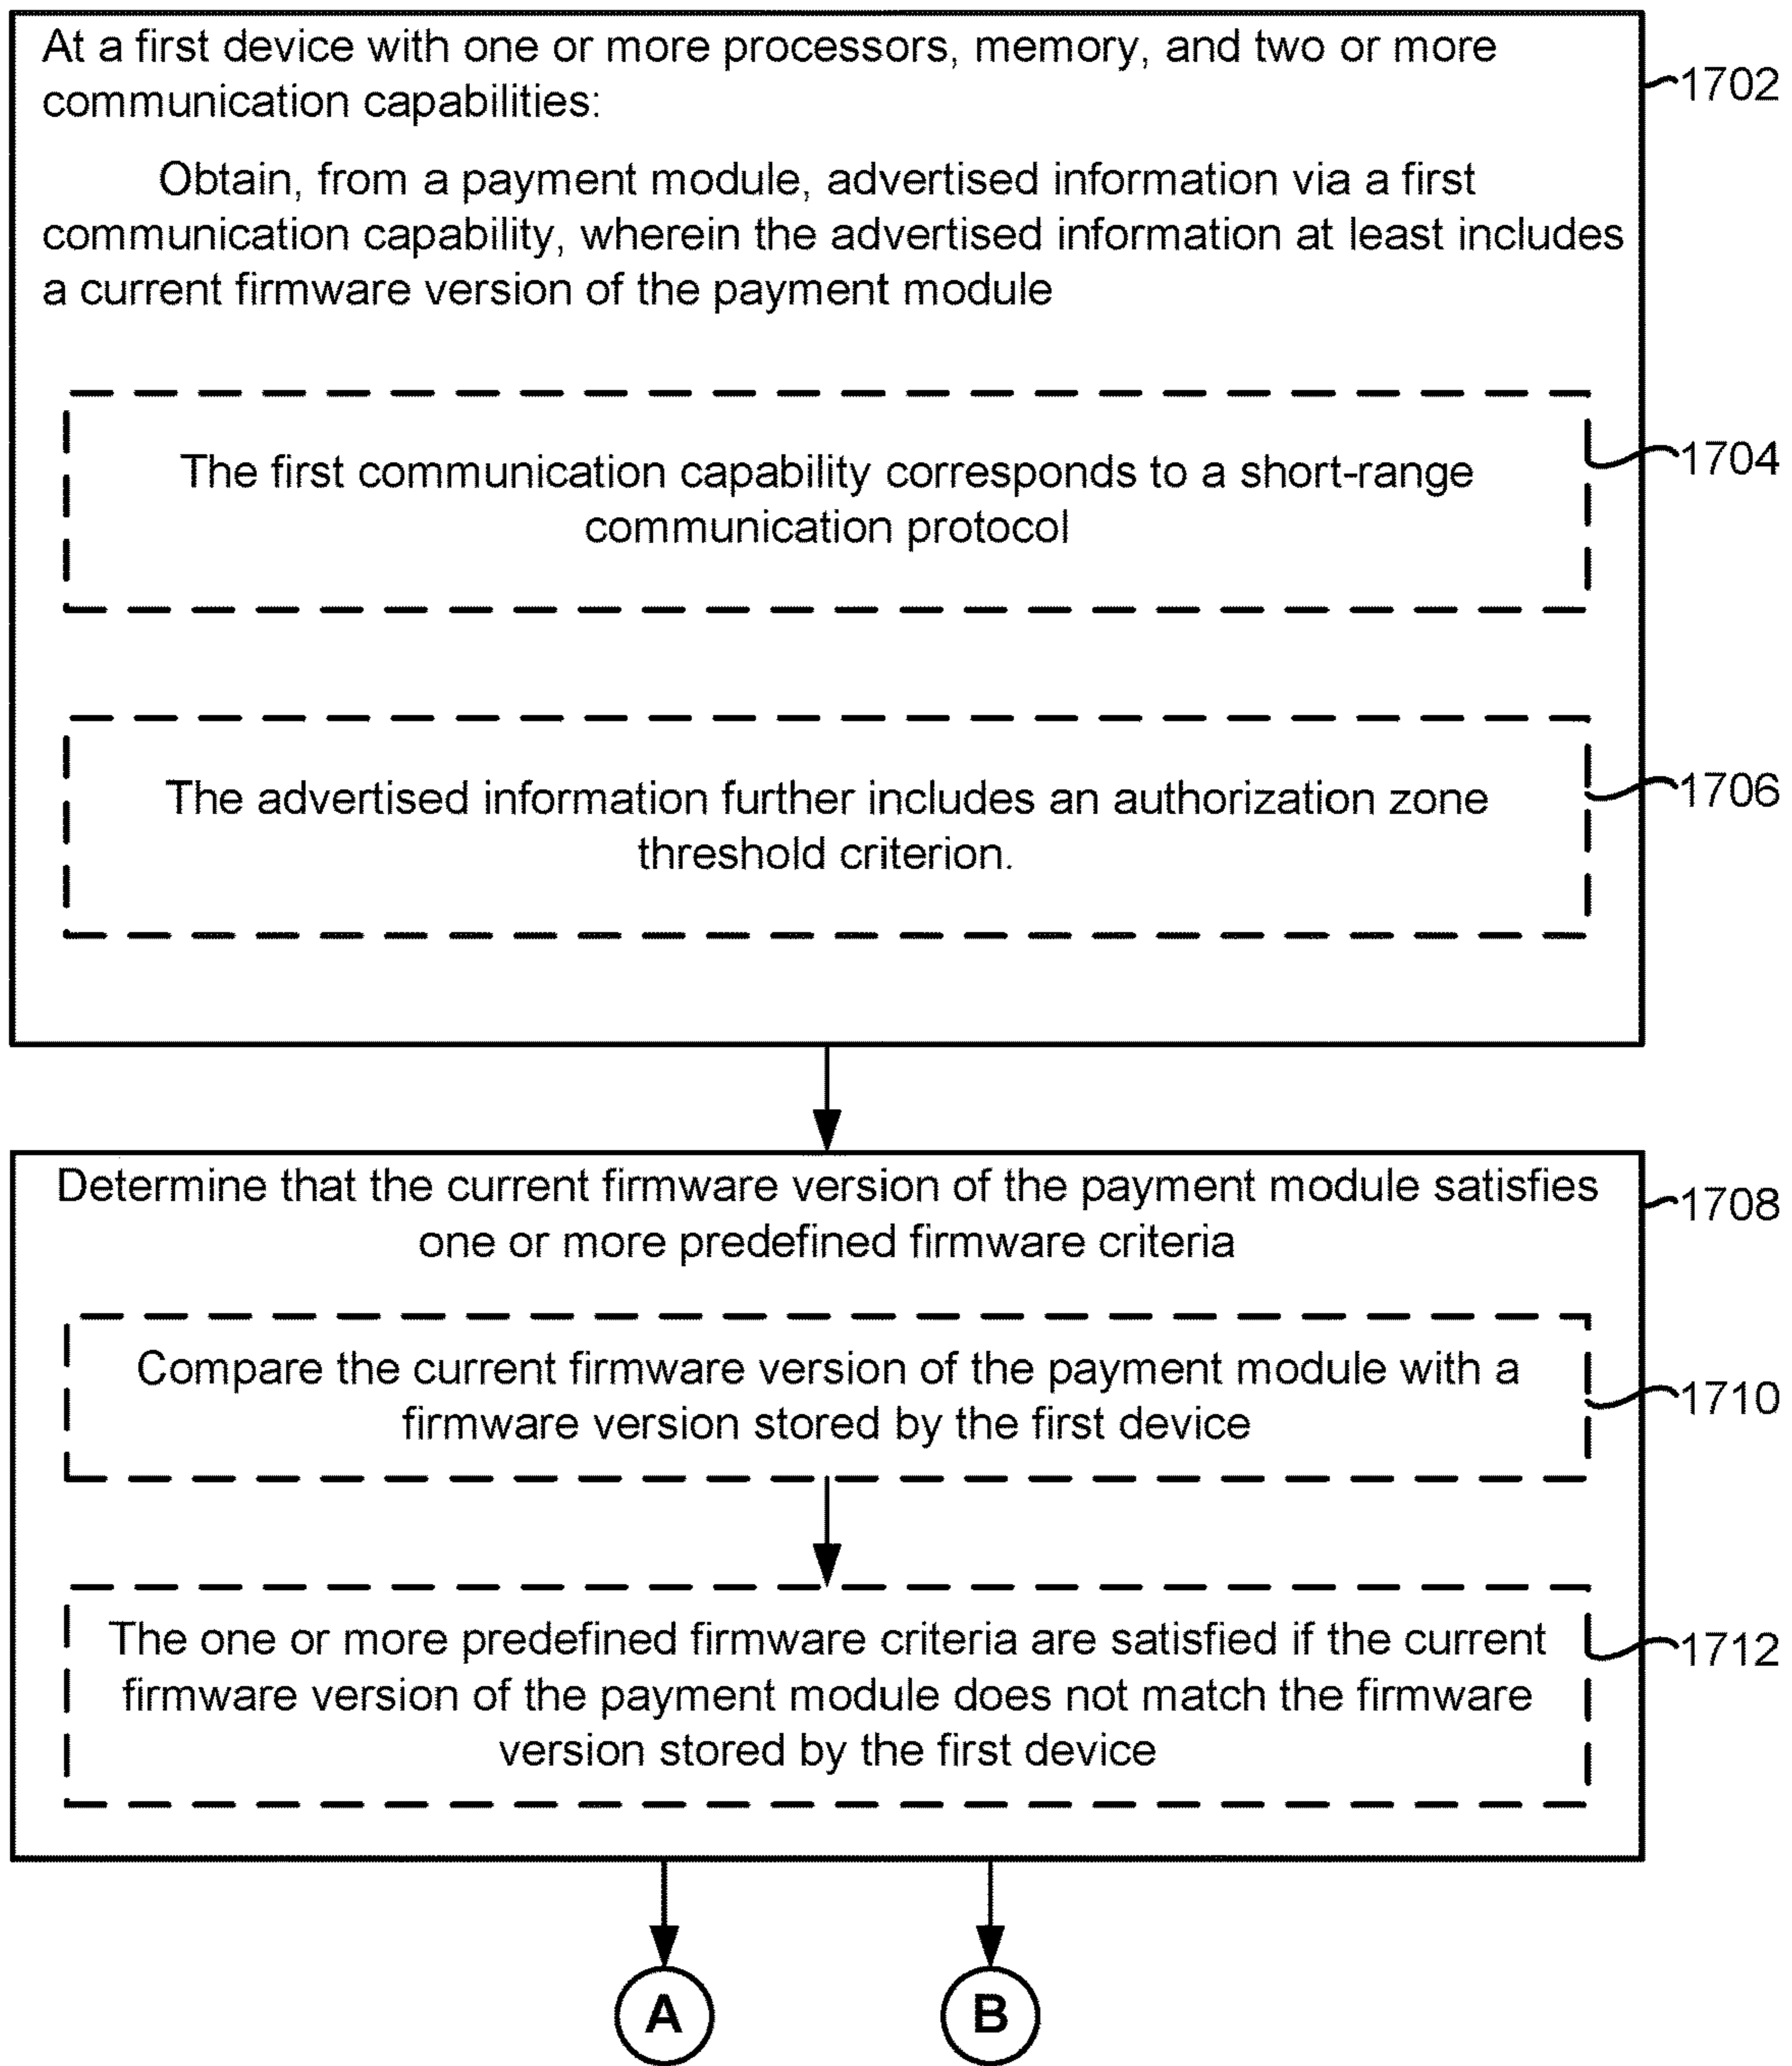 At a first device with one or more processors, memory, and two or more
communication capabilities:
1702
Obtain, from a payment module, advertised information via a first
communication capability, wherein the advertised information at least includes
a current firmware version of the payment module
The first communication capability corresponds to a short-range
communication protocol
1704
The advertised information further includes an authorization zone
threshold criterion.
1706
Determine that the current firmware version of the payment module satisfies
one or more predefined firmware criteria
1708
Compare the current firmware version of the payment module with a
firmware version stored by the first device
1710
The one or more predefined firmware criteria are satisfied if the current
firmware version of the payment module does not match the firmware
version stored by the first device
1712
A
B